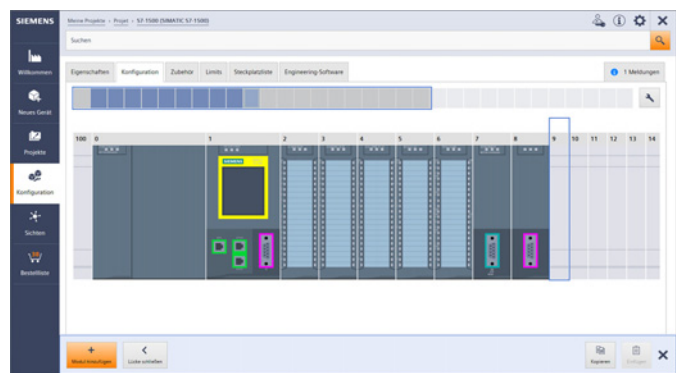 SIEMENS
Meine Projekte › Projet › S7-1500 (SIMATIC S7-1500)
Suchen
Willkommen
Neues Gerät
Projekte
Konfiguration
Sichten
Bestellliste
Eigenschaften Konfiguration Zubehör Limits Steckplatzliste Engineering-Software
1 Meldungen
100 0 1 2 3 4 5 6 7 8 9 10 11 12 13 14
SIEMENS
+ Modul hinzufügen
Liste schließen
Kopieren
Einfügen